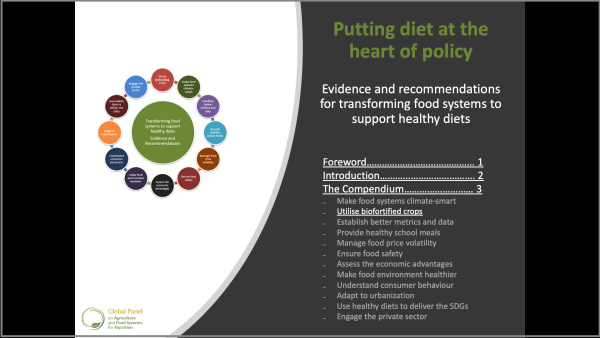 Putting diet at the
heart of policy
Evidence and recommendations
for transforming food systems to
support healthy diets
Foreword……………………………………… 1
Introduction……………………………… 2
The Compendium……………………… 3
- Make food systems climate-smart
- Utilise biofortified crops
- Establish better metrics and data
- Provide healthy school meals
- Manage food price volatility
- Ensure food safety
- Assess the economic advantages
- Make food environment healthier
- Understand consumer behaviour
- Adapt to urbanization
- Use healthy diets to deliver the SDGs
- Engage the private sector
Transforming food
systems to support
healthy diets
Evidence and
Recommendations
Global Panel
on Agriculture
and Food Systems
for Nutrition